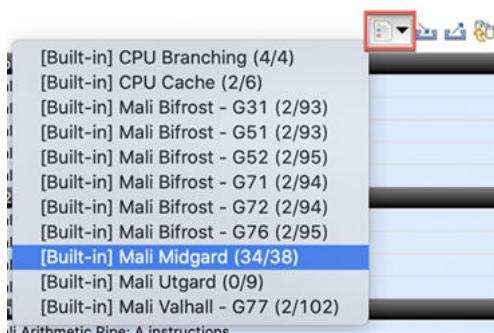 [Built-in] CPU Branching (4/4)
[Built-in] CPU Cache (2/6)
[Built-in] Mali Bifrost - G31 (2/93)
[Built-in] Mali Bifrost - G51 (2/93)
[Built-in] Mali Bifrost - G52 (2/95)
[Built-in] Mali Bifrost - G71 (2/94)
[Built-in] Mali Bifrost - G72 (2/94)
[Built-in] Mali Bifrost - G76 (2/95)
[Built-in] Mali Midgard (34/38)
[Built-in] Mali Utgard (0/9)
[Built-in] Mali Valhall - G77 (2/102)
Arithmetic Pipe: A instructions